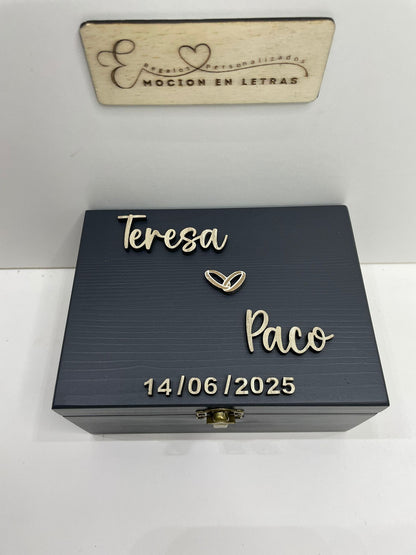 Regalos Personalizados
EMOCION EN LETRAS
Teresa
Paco
14/06/2025